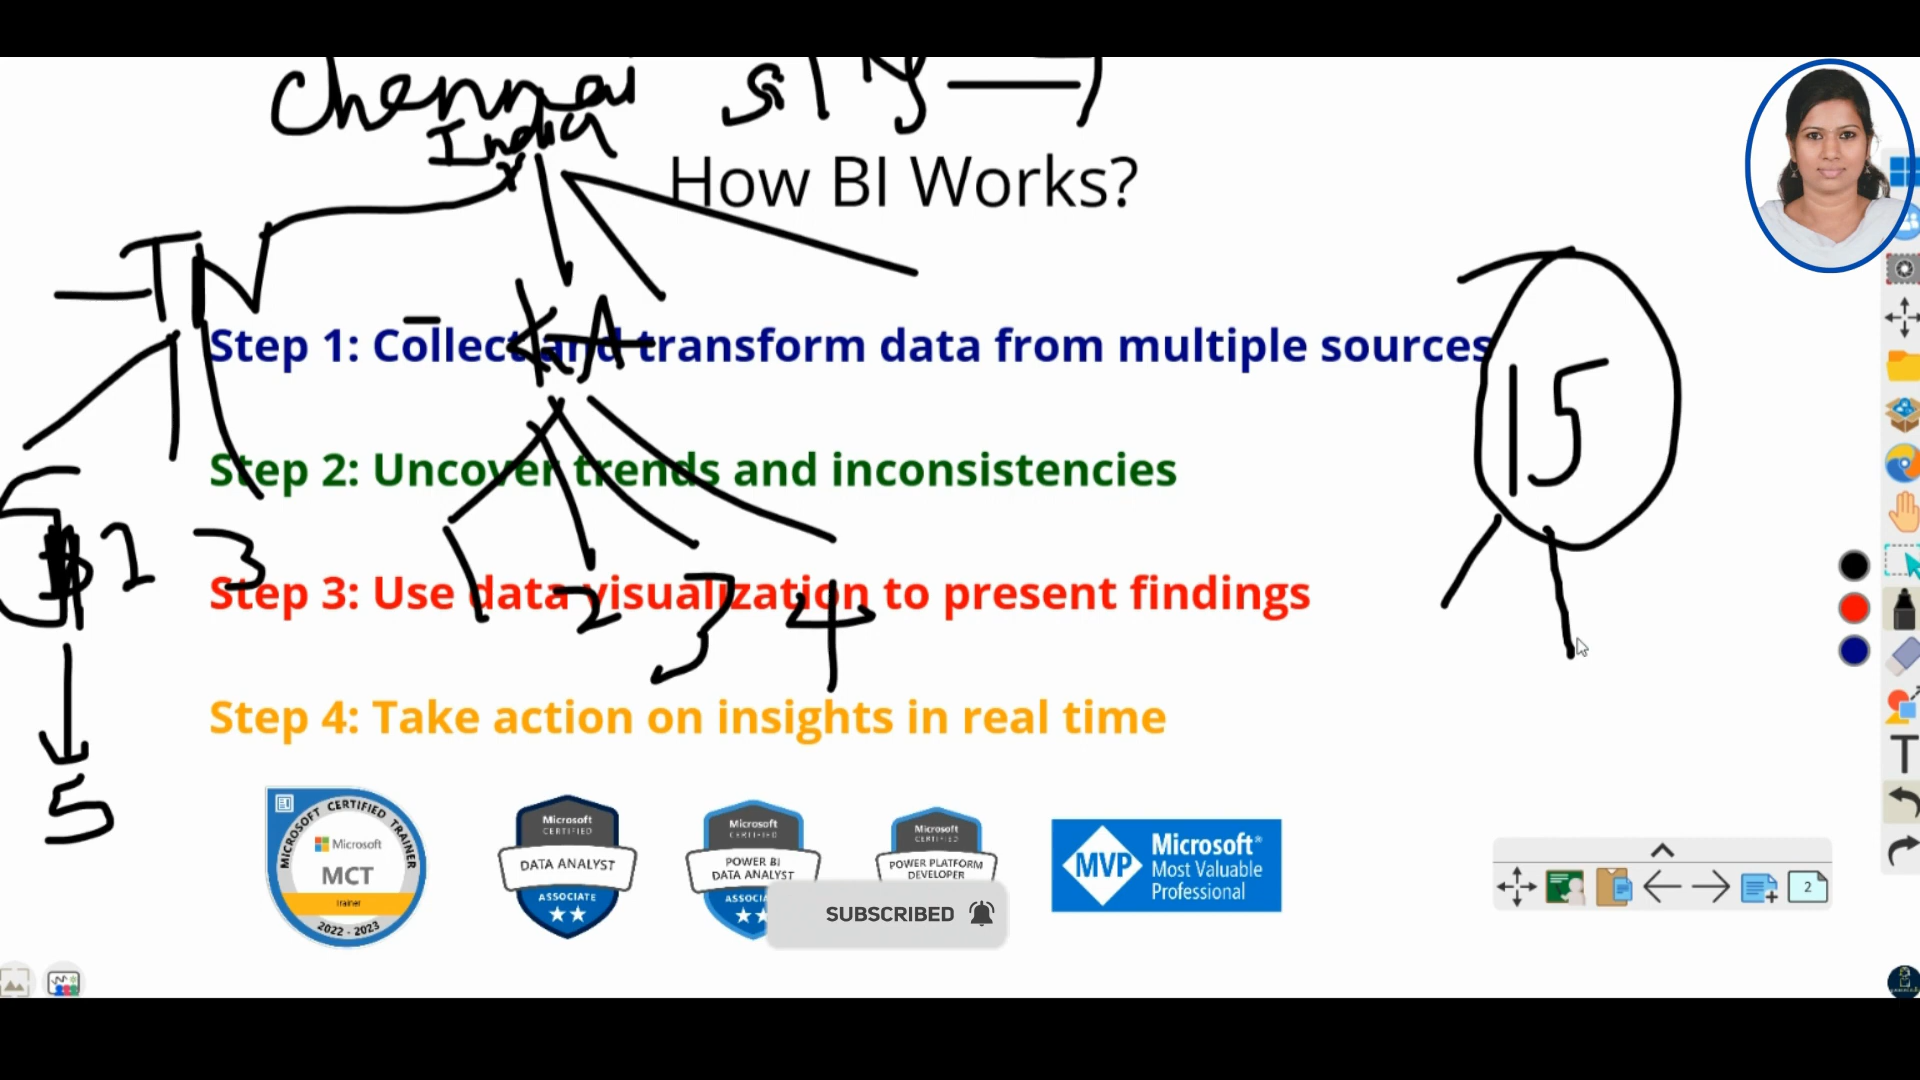 Chennai
India
How BI Works?
TN
KA
Step 1: Collect and transform data from multiple sources
15
Step 2: Uncover trends and inconsistencies
2 3
Step 3: Use data visualization to present findings
1 2 3 4
Step 4: Take action on insights in real time
5
MICROSOFT CERTIFIED TRAINER
Microsoft
MCT
Trainer
2022 - 2023
Microsoft
CERTIFIED
DATA ANALYST
ASSOCIATE
Microsoft
CERTIFIED
POWER BI
DATA ANALYST
Microsoft
CERTIFIED
POWER PLATFORM
DEVELOPER
MVP
Microsoft®
Most Valuable
Professional
SUBSCRIBED
2
T